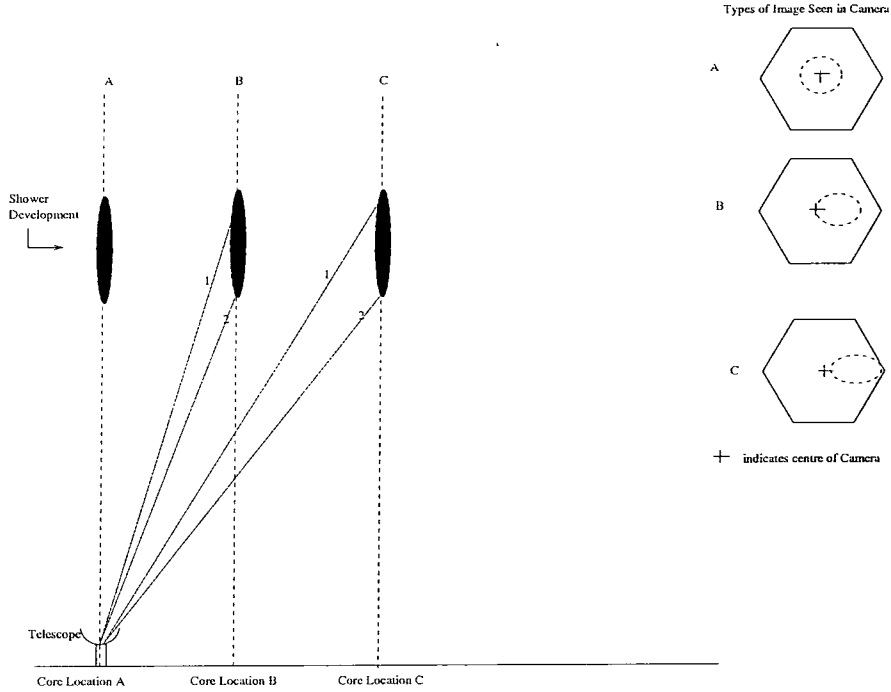 Types of Image Seen in Camera
A
B
C
A
Shower
Development
B
1
1
2
2
C
+ indicates centre of Camera
Telescope
Core Location A
Core Location B
Core Location C